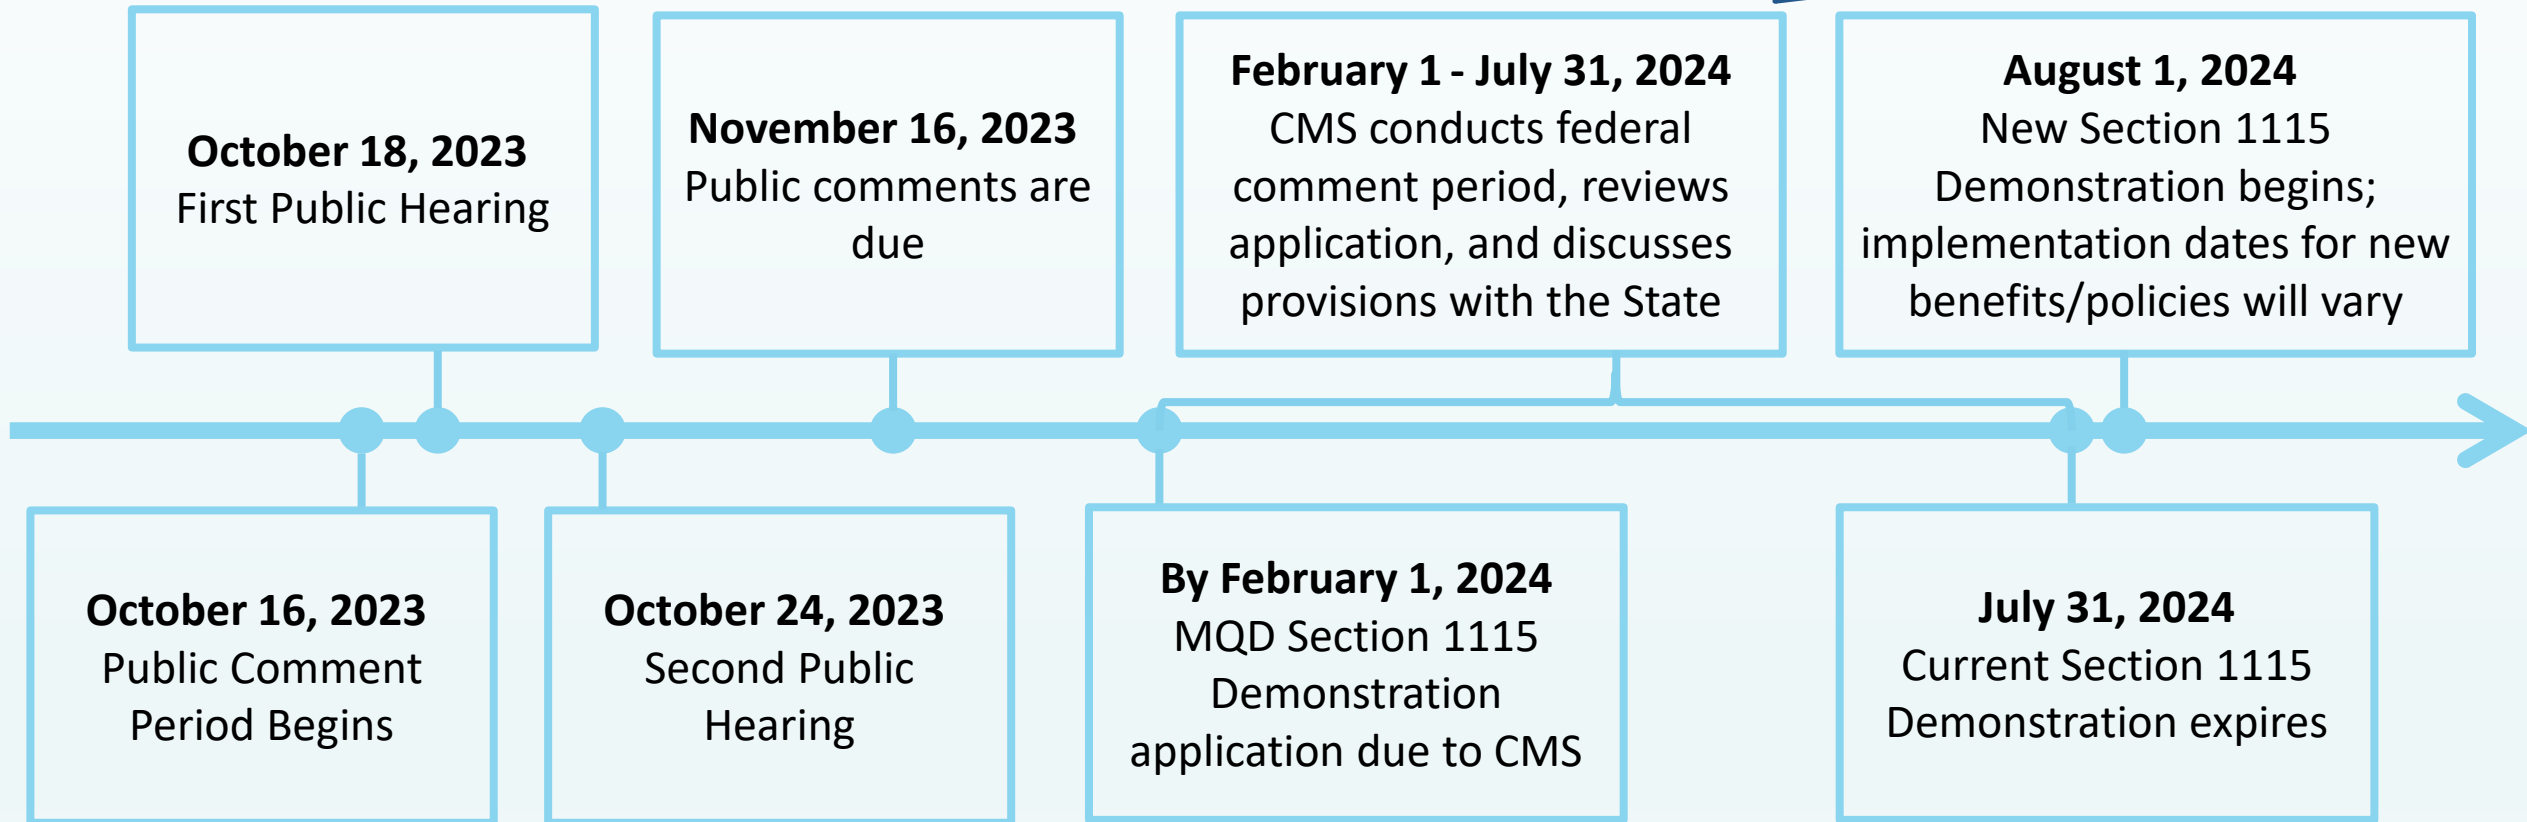 October 18, 2023
First Public Hearing
November 16, 2023
Public comments are
due
February 1 - July 31, 2024
CMS conducts federal
comment period, reviews
application, and discusses
provisions with the State
August 1, 2024
New Section 1115
Demonstration begins;
implementation dates for new
benefits/policies will vary
October 16, 2023
Public Comment
Period Begins
October 24, 2023
Second Public
Hearing
By February 1, 2024
MQD Section 1115
Demonstration
application due to CMS
July 31, 2024
Current Section 1115
Demonstration expires